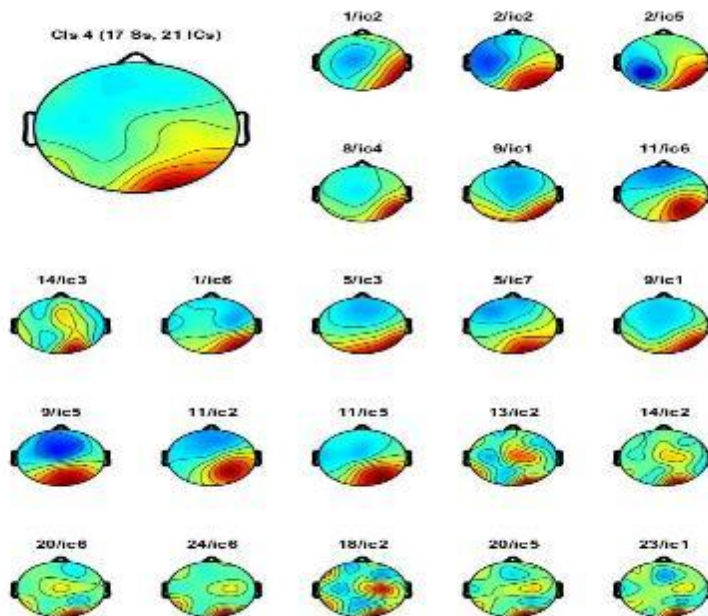 Cls 4 (17 Ss, 21 ICs)
1/ic2
2/ic2
2/ic5
8/ic4
9/ic1
11/ic6
14/ic3
1/ic6
5/ic3
5/ic7
9/ic1
9/ic5
11/ic2
11/ic5
13/ic2
14/ic2
20/ic6
24/ic6
18/ic2
20/ic5
23/ic1